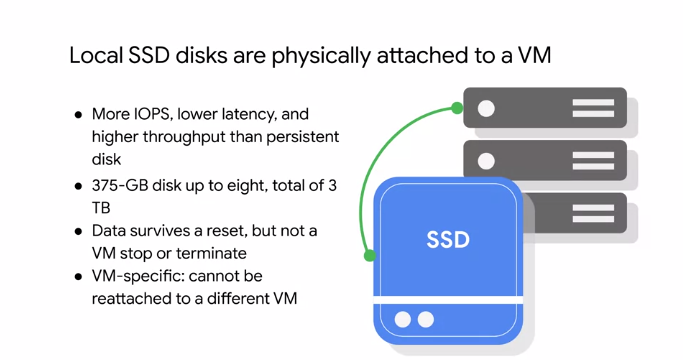 Local SSD disks are physically attached to a VM
● More IOPS, lower latency, and
higher throughput than persistent
disk
● 375-GB disk up to eight, total of 3
TB
● Data survives a reset, but not a
VM stop or terminate
● VM-specific: cannot be
reattached to a different VM
SSD